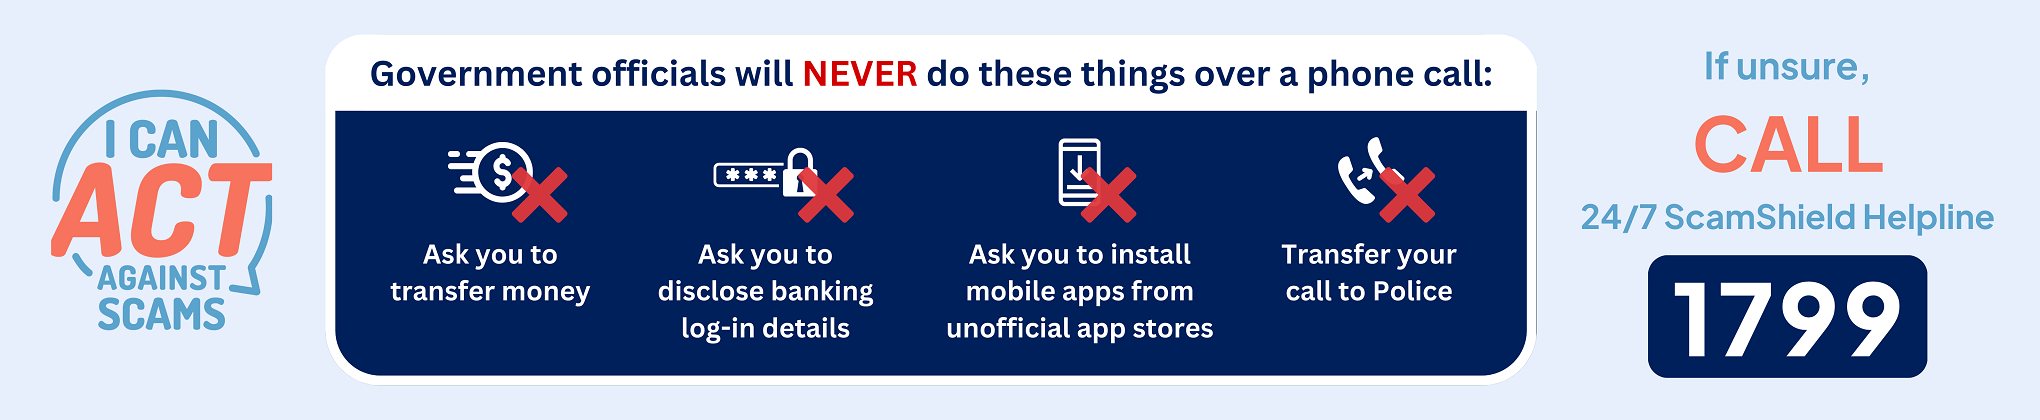 I CAN
ACT
AGAINST
SCAMS
Government officials will NEVER do these things over a phone call:
Ask you to
transfer money
***
Ask you to
disclose banking
log-in details
Ask you to install
mobile apps from
unofficial app stores
Transfer your
call to Police
If unsure,
CALL
24/7 ScamShield Helpline
1799